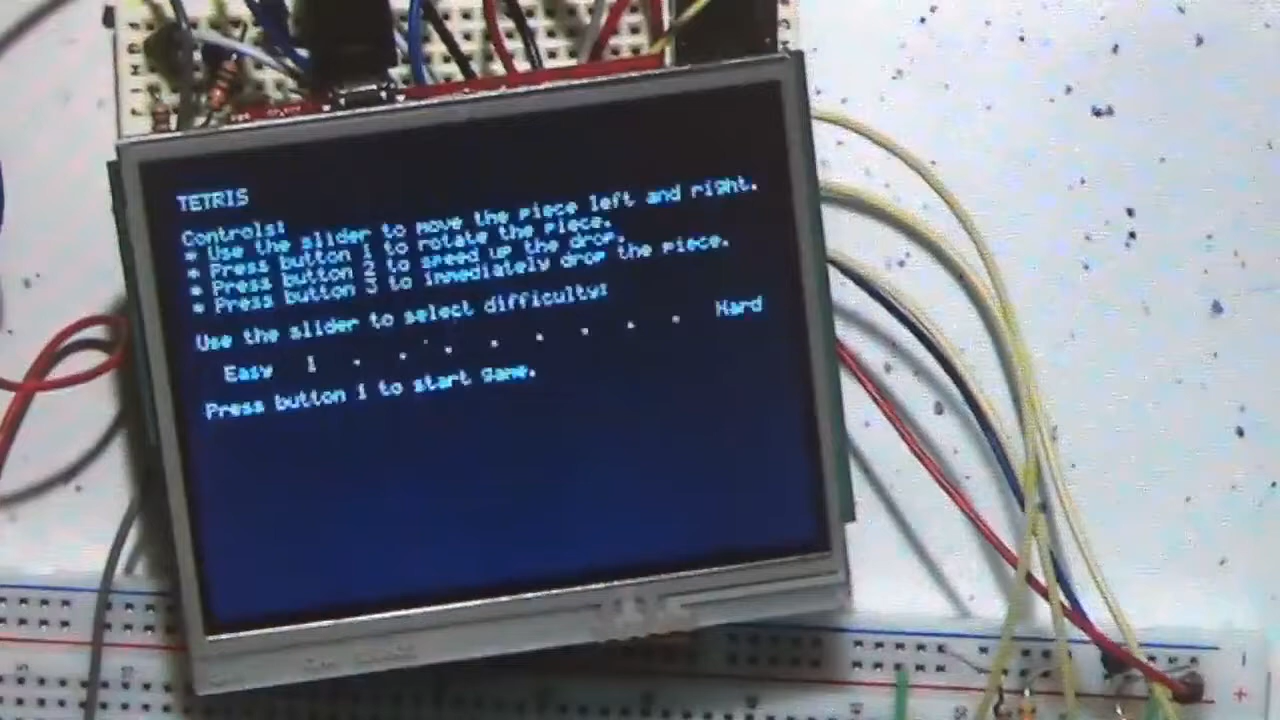 TETRIS
Controls:
* Use the slider to move the piece left and right.
* Press button 1 to rotate the piece.
* Press button 2 to speed up the drop.
* Press button 3 to immediately drop the piece.
Use the slider to select difficulty:
Easy 1 . . . . . . . . Hard
Press button 1 to start game.